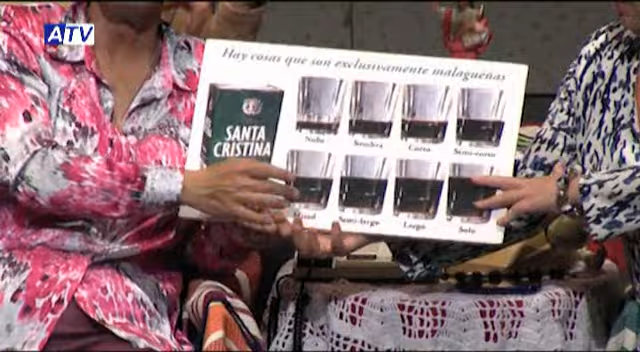 ATV
Hay cosas que son exclusivamente malagueñas
SANTA
CRISTINA
Nube Sombra Corto Semi-corto
Mitad Semi-largo Largo Solo